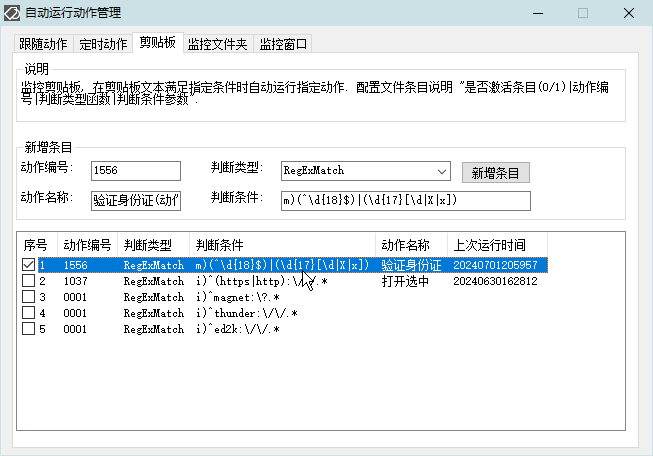 自动运行动作管理
跟随动作 定时动作 剪贴板 监控文件夹 监控窗口
说明
监控剪贴板, 在剪贴板文本满足指定条件时自动运行指定动作. 配置文件条目说明 "是否激活条目(0/1)|动作编
号|判断类型函数|判断条件参数".
新增条目
动作编号: 1556 判断类型: RegExMatch 新增条目
动作名称: 验证身份证(动作 判断条件: m)(^\d{18}$)|(\d{17}[\d|X|x])
序号 动作编号 判断类型 判断条件 动作名称 上次运行时间
1 1556 RegExMatch m)(^\d{18}$)|(\d{17}[\d|X|x]) 验证身份证 20240701205957
2 1037 RegExMatch i)^(https|http):\/\/.* 打开选中 20240630162812
3 0001 RegExMatch i)^magnet:\?.*
4 0001 RegExMatch i)^thunder:\/\/.*
5 0001 RegExMatch i)^ed2k:\/\/.*